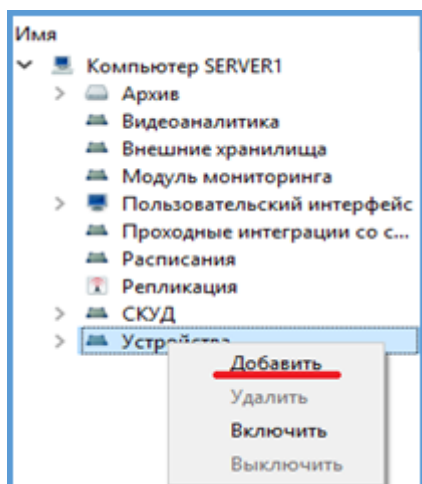 Имя
Компьютер SERVER1
Архив
Видеоаналитика
Внешние хранилища
Модуль мониторинга
Пользовательский интерфейс
Проходные интеграции со с...
Расписания
Репликация
СКУД
Устройства
Добавить
Удалить
Включить
Выключить